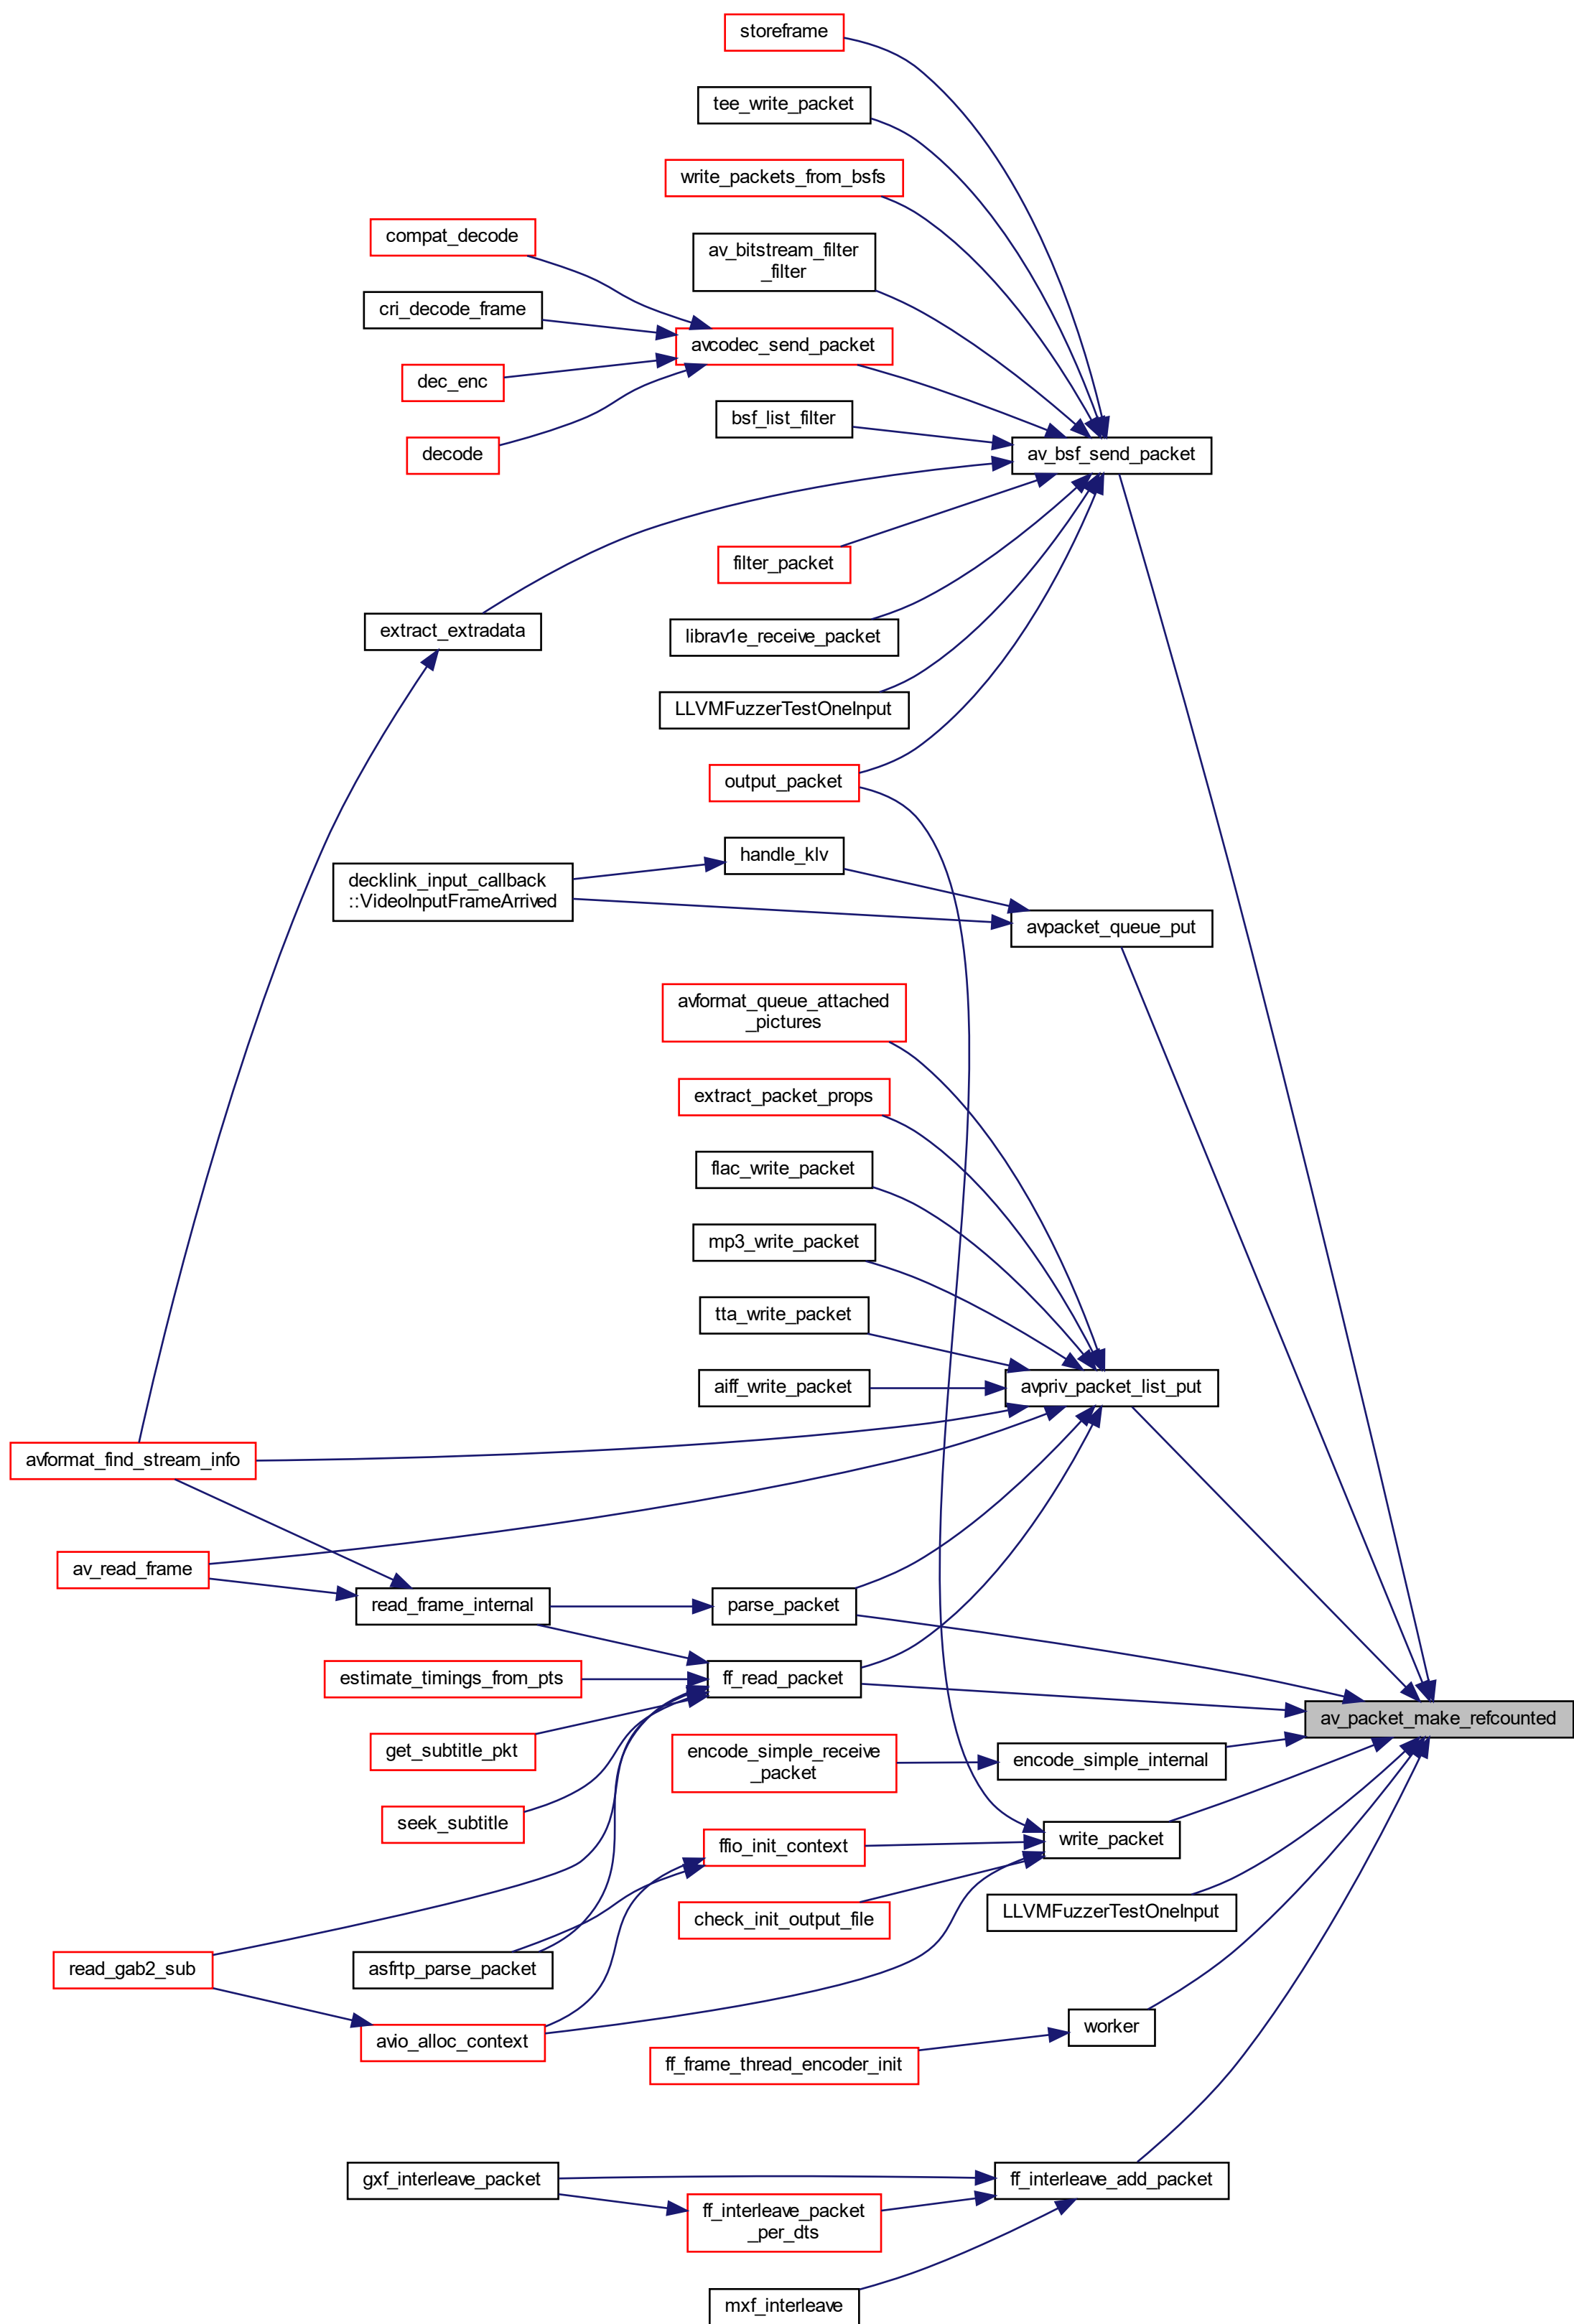 storeframe
tee_write_packet
write_packets_from_bsfs
compat_decode
av_bitstream_filter
_filter
cri_decode_frame
avcodec_send_packet
dec_enc
bsf_list_filter
decode
av_bsf_send_packet
filter_packet
extract_extradata
librav1e_receive_packet
LLVMFuzzerTestOneInput
output_packet
handle_klv
decklink_input_callback
::VideoInputFrameArrived
avpacket_queue_put
avformat_queue_attached
_pictures
extract_packet_props
flac_write_packet
mp3_write_packet
tta_write_packet
aiff_write_packet
avpriv_packet_list_put
avformat_find_stream_info
av_read_frame
read_frame_internal
parse_packet
estimate_timings_from_pts
ff_read_packet
av_packet_make_refcounted
get_subtitle_pkt
encode_simple_receive
_packet
encode_simple_internal
seek_subtitle
ffio_init_context
write_packet
check_init_output_file
LLVMFuzzerTestOneInput
read_gab2_sub
asfrtp_parse_packet
avio_alloc_context
worker
ff_frame_thread_encoder_init
gxf_interleave_packet
ff_interleave_add_packet
ff_interleave_packet
_per_dts
mxf_interleave